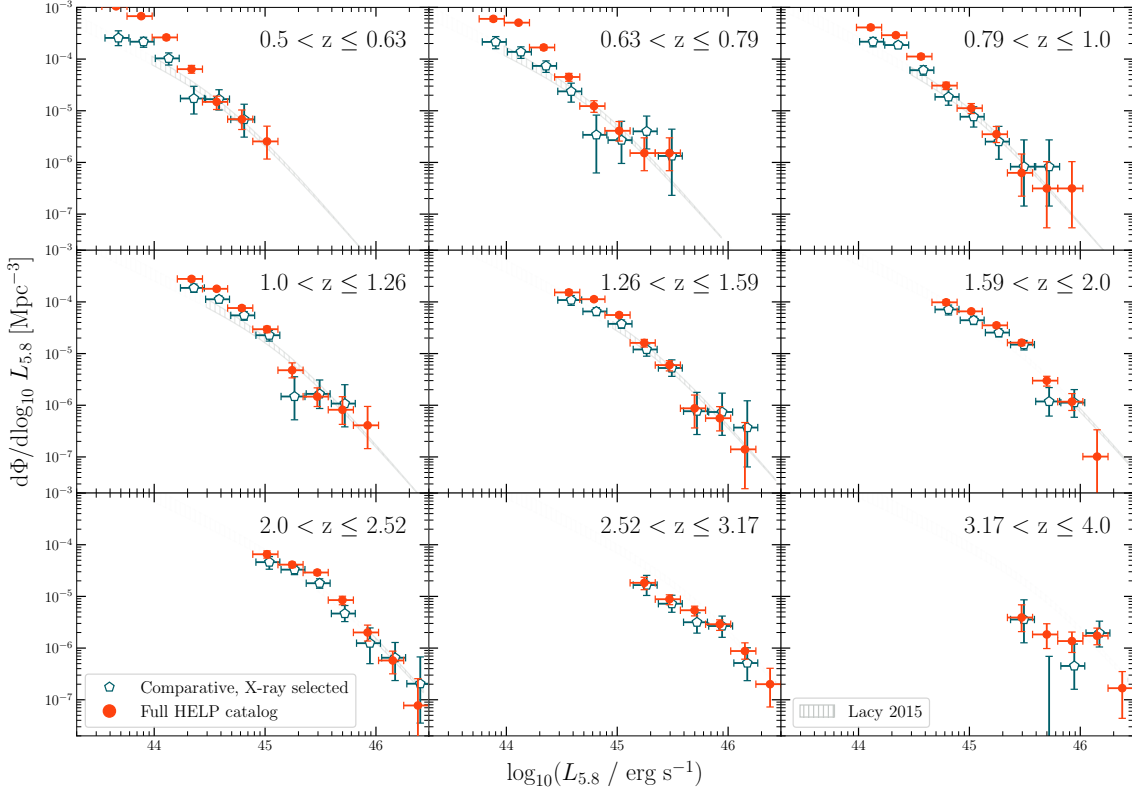 10⁻³
10⁻⁴
10⁻⁵
10⁻⁶
10⁻⁷
0.5 < z ≤ 0.63
0.63 < z ≤ 0.79
0.79 < z ≤ 1.0
10⁻³
10⁻⁴
10⁻⁵
10⁻⁶
10⁻⁷
1.0 < z ≤ 1.26
1.26 < z ≤ 1.59
1.59 < z ≤ 2.0
10⁻³
10⁻⁴
10⁻⁵
10⁻⁶
10⁻⁷
2.0 < z ≤ 2.52
2.52 < z ≤ 3.17
3.17 < z ≤ 4.0
Comparative, X-ray selected
Full HELP catalog
Lacy 2015
44 45 46
44 45 46
44 45 46
dΦ/dlog₁₀ L₅.₈ [Mpc⁻³]
log₁₀(L₅.₈ / erg s⁻¹)